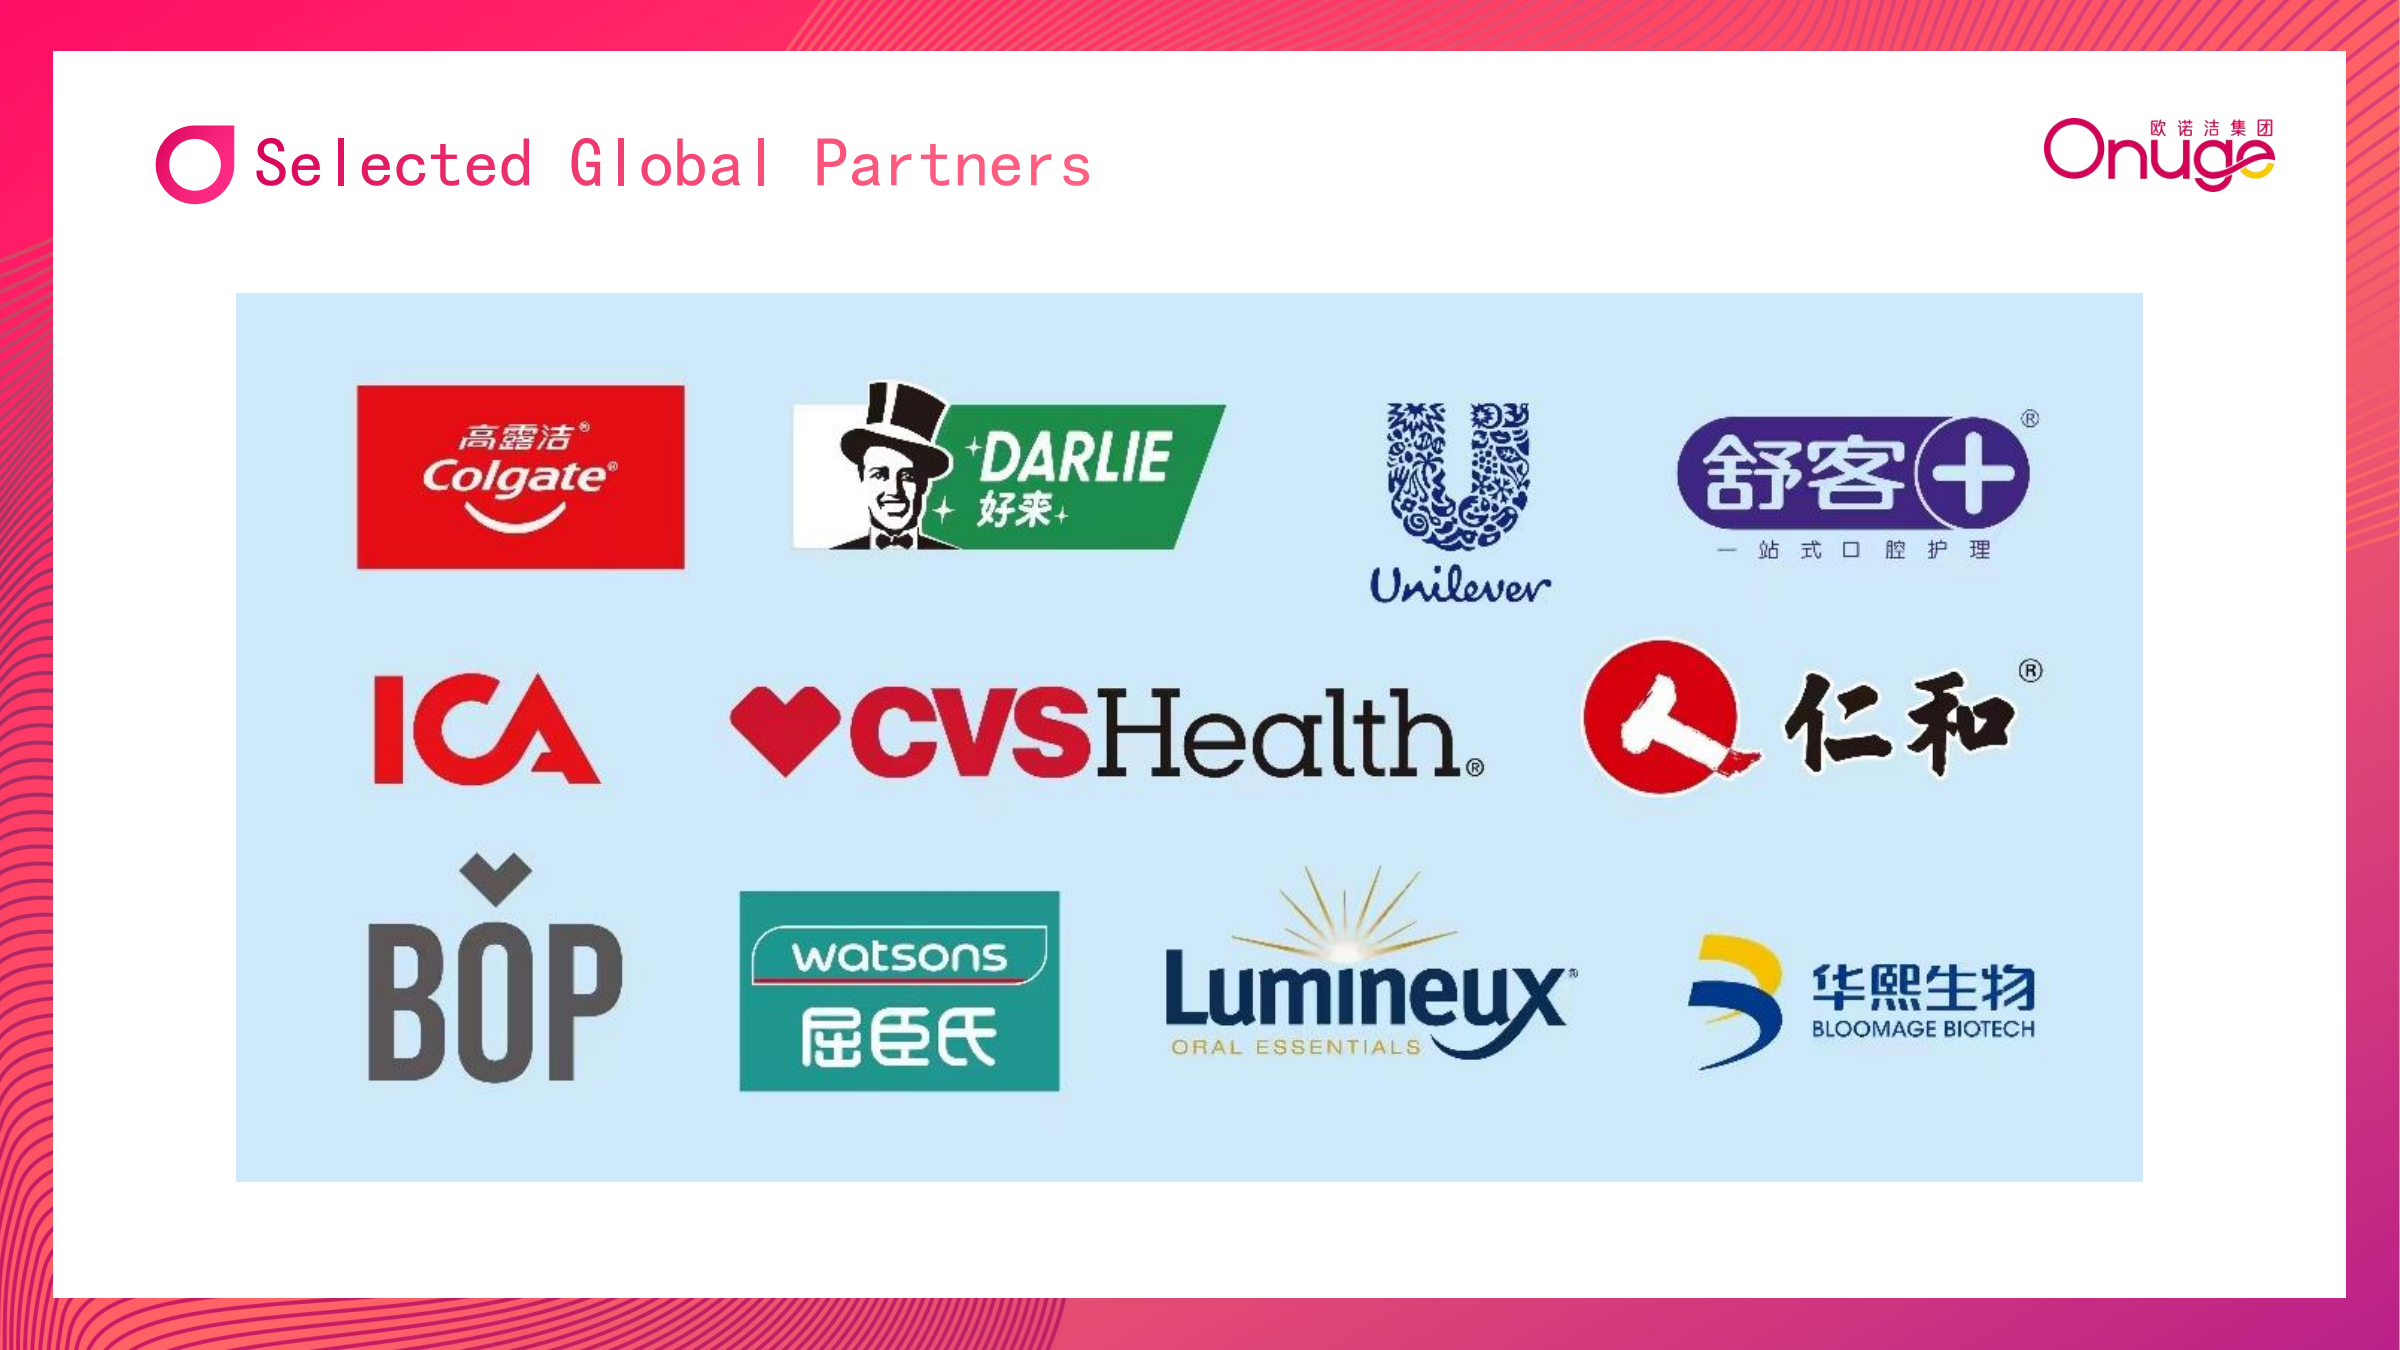 Selected Global Partners
欧诺洁集团
Onuge
高露洁®
Colgate®
DARLIE
好来
Unilever
舒客+®
一站式口腔护理
ICA
CVSHealth®
人 仁和®
BOP
watsons
屈臣氏
Lumineux®
ORAL ESSENTIALS
华熙生物
BLOOMAGE BIOTECH